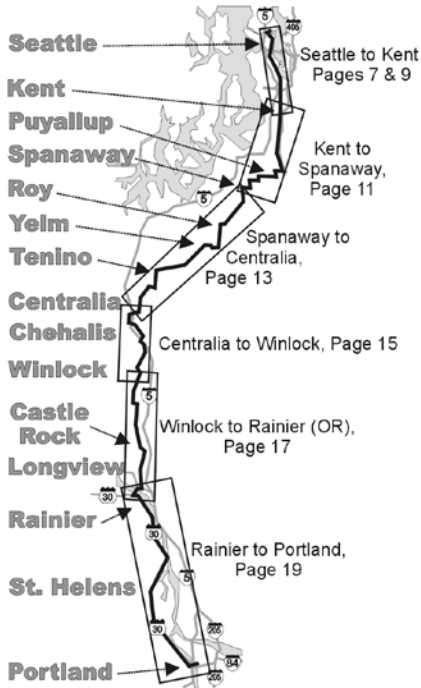 5
405
Seattle
Seattle to Kent
Pages 7 & 9
Kent
Puyallup
Kent to
Spanaway,
Page 11
Spanaway
Roy
5
Yelm
Spanaway to
Centralia,
Page 13
Tenino
Centralia
Chehalis
Centralia to Winlock, Page 15
Winlock
5
Castle
Rock
Winlock to Rainier (OR),
Page 17
Longview
30
Rainier
30
Rainier to Portland,
Page 19
5
St. Helens
30
205
84
Portland
205